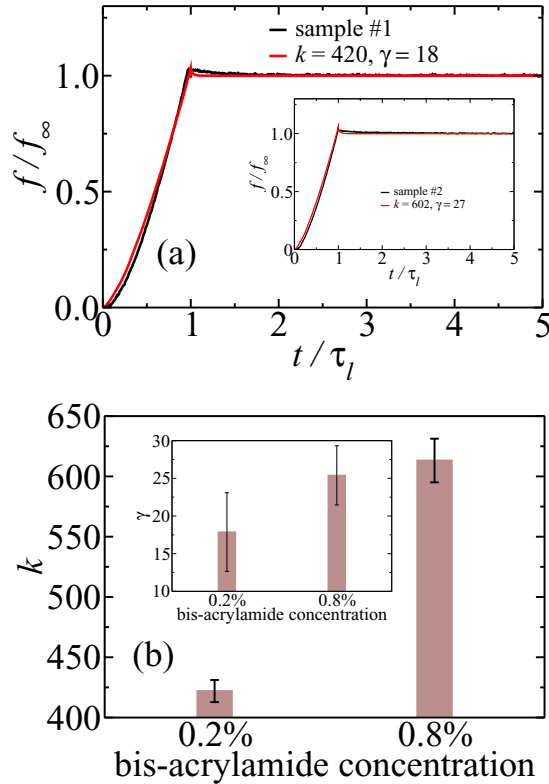 sample #1
k = 420, γ = 18
1.0
0.5
0.0
f / f∞
0 1 2 3 4 5
t / τl
(a)
1.0
0.75
0.5
0.25
0
f / f∞
sample #2
k = 602, γ = 27
0 1 2 3 4 5
t / τl
650
600
550
500
450
400
k
30
25
20
15
10
γ
0.2% 0.8%
bis-acrylamide concentration
(b)
0.2% 0.8%
bis-acrylamide concentration